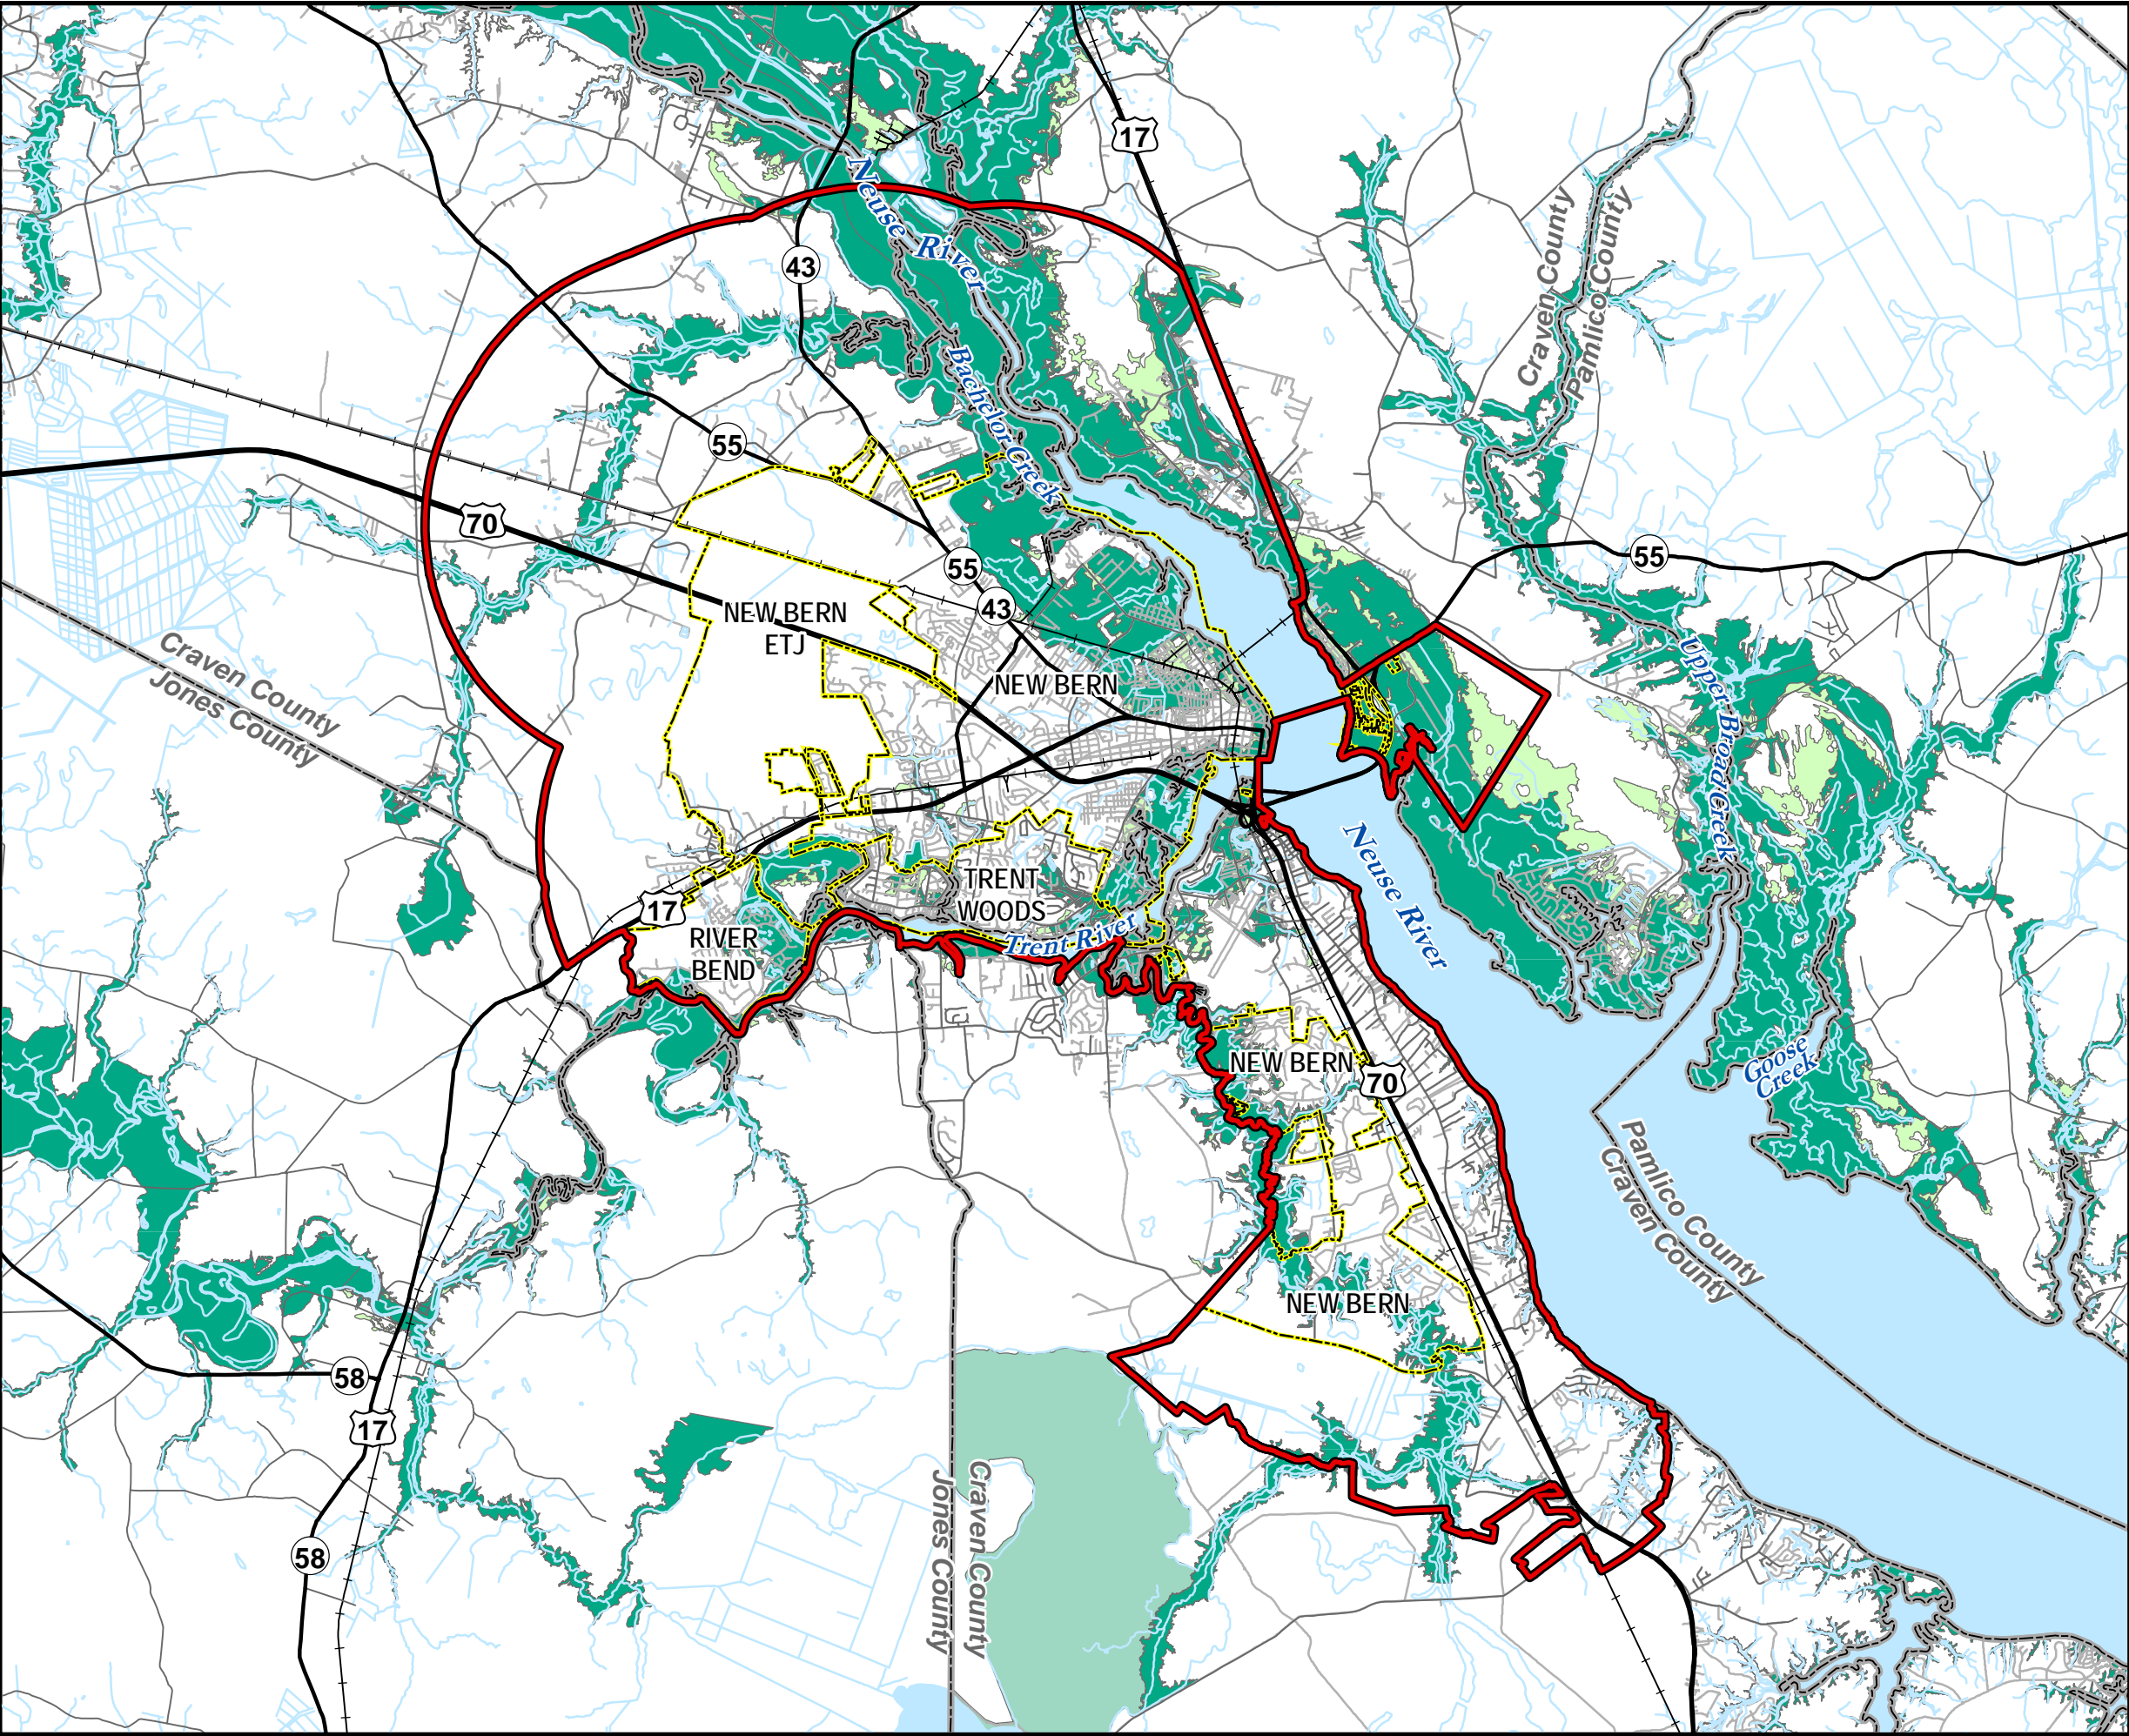 17
Neuse River
43
Craven County
Pamlico County
Bachelor Creek
55
70
55
55
43
NEW BERN
ETJ
NEW BERN
Craven County
Jones County
Upper Broad Creek
Neuse River
TRENT
WOODS
17
RIVER
BEND
Trent River
NEW BERN
70
Goose
Creek
Pamlico County
Craven County
NEW BERN
58
17
58
Craven County
Jones County